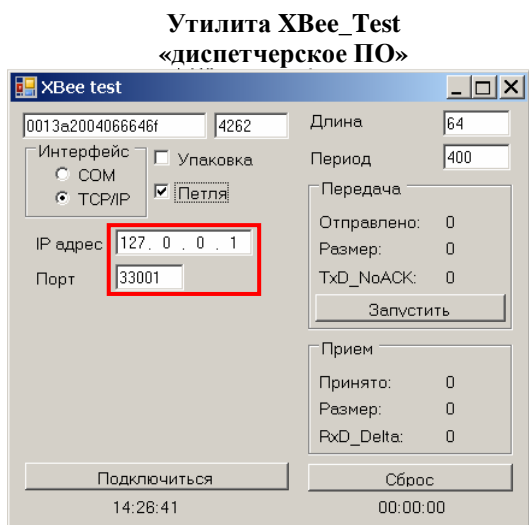 Утилита XBee_Test
«диспетчерское ПО»
XBee test
0013a2004066646f 4262
Интерфейс
COM
TCP/IP
Упаковка
Петля
IP адрес 127. 0 . 0 . 1
Порт 33001
Длина 64
Период 400
Передача
Отправлено: 0
Размер: 0
TxD_NoACK: 0
Запустить
Прием
Принято: 0
Размер: 0
RxD_Delta: 0
Подключиться
Сброс
14:26:41
00:00:00